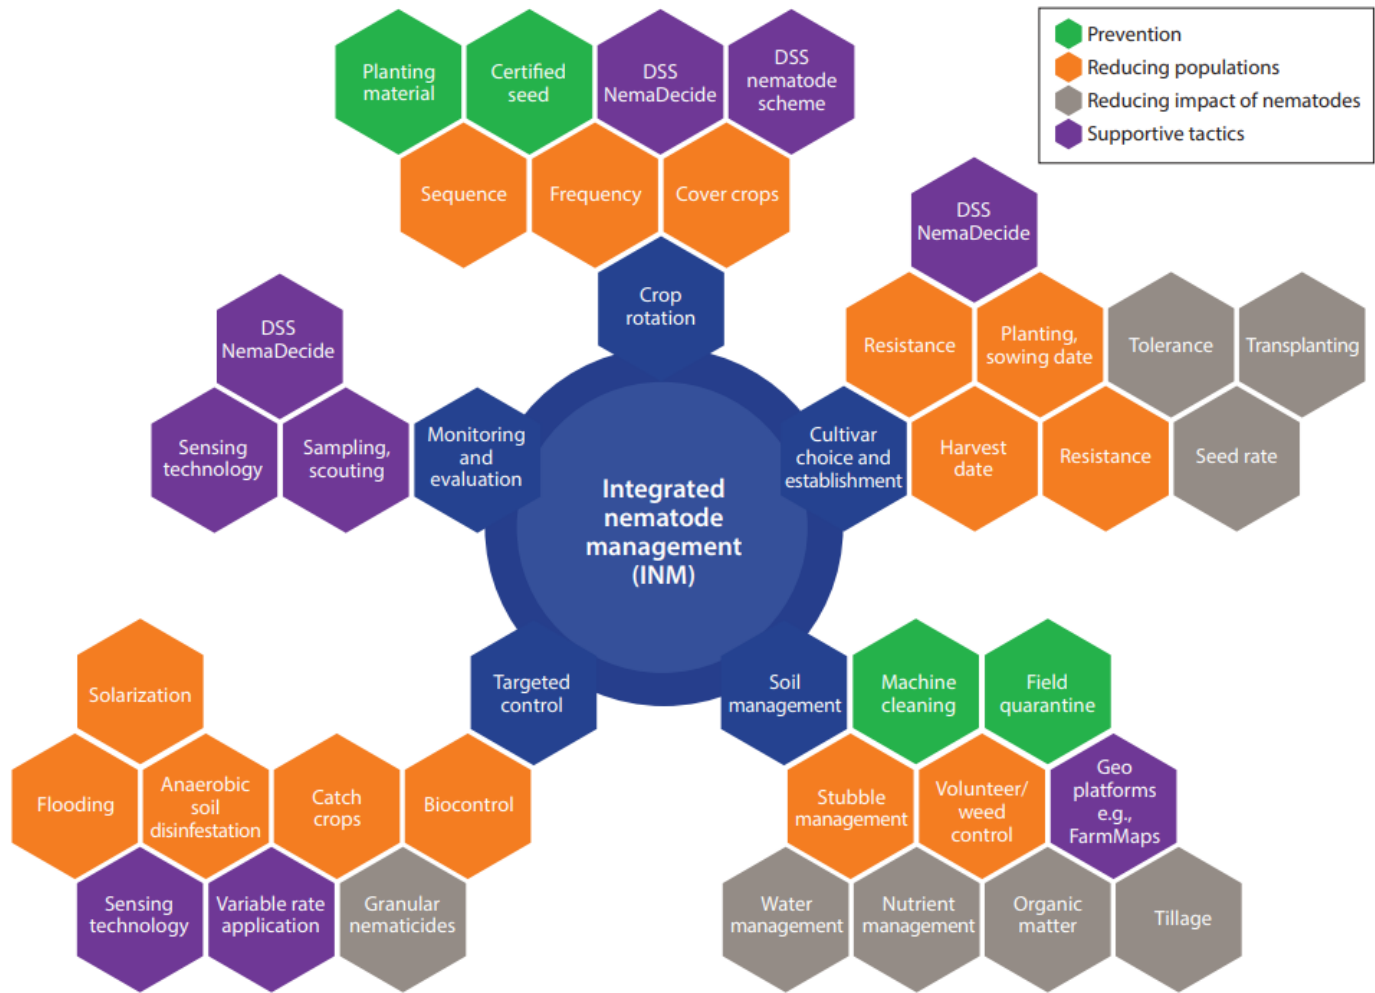 Planting
material
Certified
seed
DSS
NemaDecide
DSS
nematode
scheme
Prevention
Reducing populations
Reducing impact of nematodes
Supportive tactics
Sequence
Frequency
Cover crops
Crop
rotation
DSS
NemaDecide
Resistance
Planting,
sowing date
Tolerance
Transplanting
Cultivar
choice and
establishment
Harvest
date
Resistance
Seed rate
DSS
NemaDecide
Sensing
technology
Sampling,
scouting
Monitoring
and
evaluation
Integrated
nematode
management
(INM)
Targeted
control
Solarization
Flooding
Anaerobic
soil
disinfestation
Catch
crops
Biocontrol
Sensing
technology
Variable rate
application
Granular
nematicides
Soil
management
Machine
cleaning
Field
quarantine
Stubble
management
Volunteer/
weed
control
Geo
platforms
e.g.,
FarmMaps
Water
management
Nutrient
management
Organic
matter
Tillage